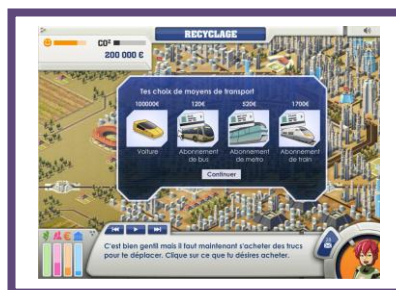 RECYCLAGE
CO²
200 000 €
Tes choix de moyens de transport
100000€ 120€ 520€ 1700€
Voiture Abonnement de bus Abonnement de metro Abonnement de train
Continuer
C'est bien gentil mais il faut maintenant s'acheter des trucs
pour te déplacer. Clique sur ce que tu désires acheter.